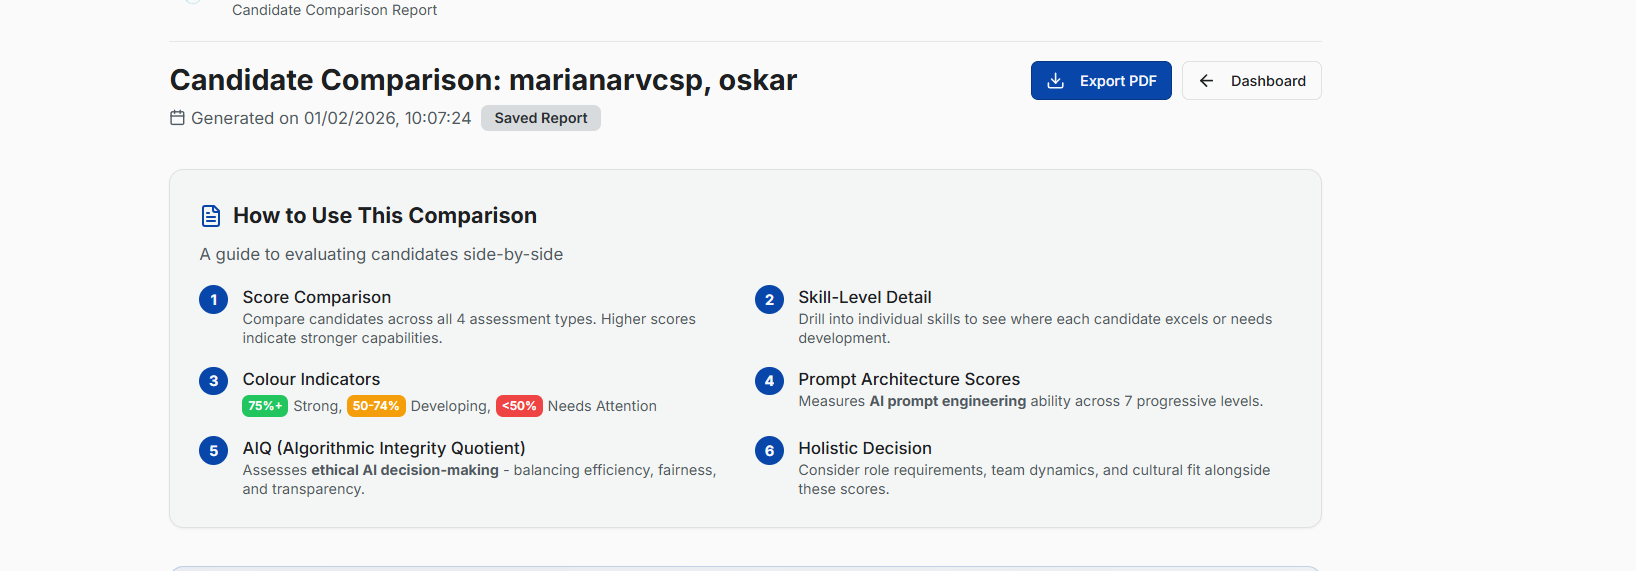 Candidate Comparison Report
Candidate Comparison: marianarvcsp, oskar
Export PDF
Dashboard
Generated on 01/02/2026, 10:07:24
Saved Report
How to Use This Comparison
A guide to evaluating candidates side-by-side
1
Score Comparison
Compare candidates across all 4 assessment types. Higher scores
indicate stronger capabilities.
2
Skill-Level Detail
Drill into individual skills to see where each candidate excels or needs
development.
3
Colour Indicators
75%+ Strong, 50-74% Developing, <50% Needs Attention
4
Prompt Architecture Scores
Measures AI prompt engineering ability across 7 progressive levels.
5
AIQ (Algorithmic Integrity Quotient)
Assesses ethical AI decision-making - balancing efficiency, fairness,
and transparency.
6
Holistic Decision
Consider role requirements, team dynamics, and cultural fit alongside
these scores.